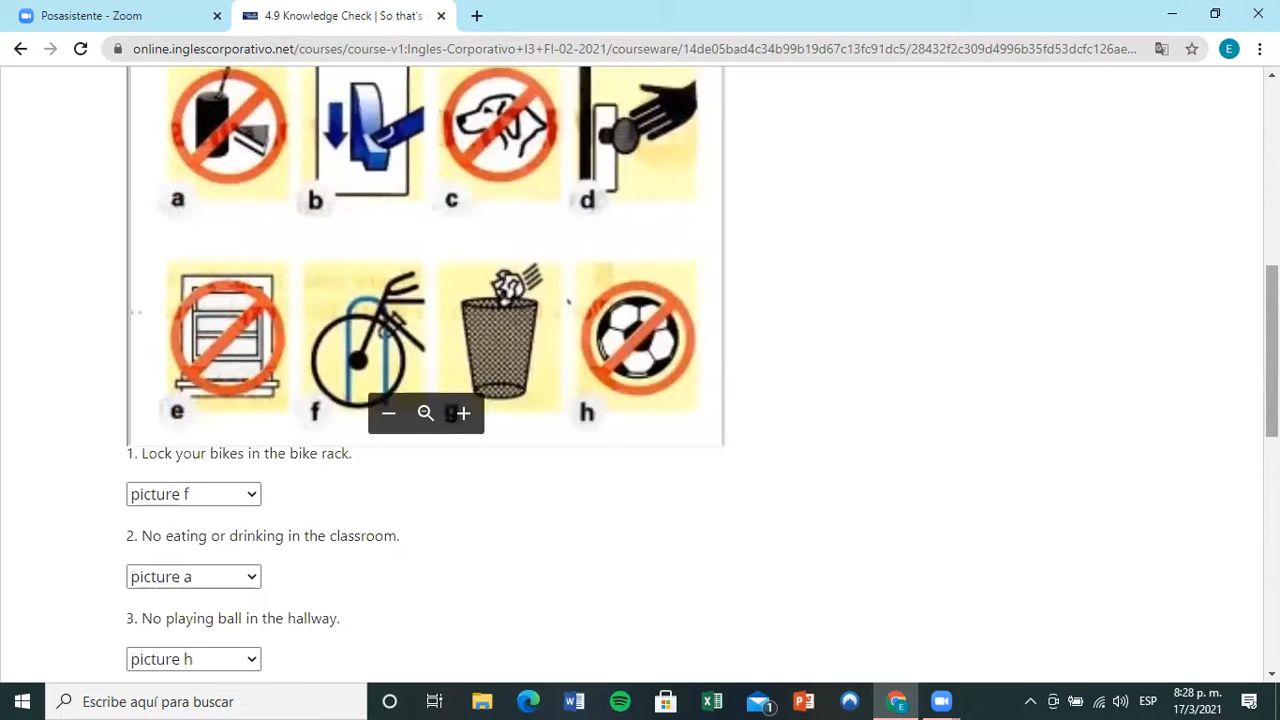 Posasistente - Zoom
4.9 Knowledge Check | So that's
online.inglescorporativo.net/courses/course-v1:Ingles-Corporativo+I3+FI-02-2021/courseware/14de05bad4c34b99b19d67c13fc91dc5/28432f2c309d4996b35fd53dcfc126ae...
E
a b c d
e f g h
1. Lock your bikes in the bike rack.
picture f
2. No eating or drinking in the classroom.
picture a
3. No playing ball in the hallway.
picture h
Escribe aquí para buscar
1
ESP
8:28 p. m.
17/3/2021